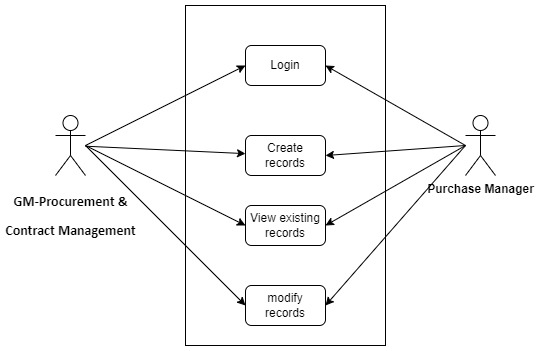 Login
Create
records
View existing
records
modify
records
GM-Procurement &
Contract Management
Purchase Manager